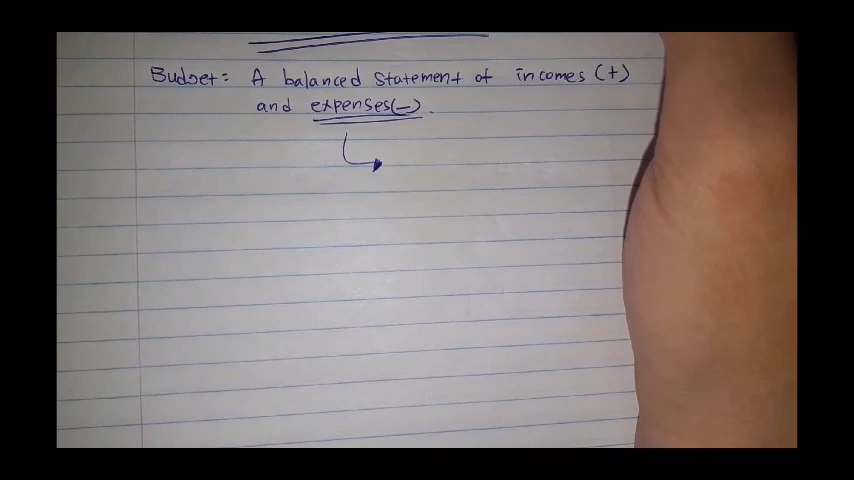 Budget: A balanced statement of incomes (+)
and expenses(-).